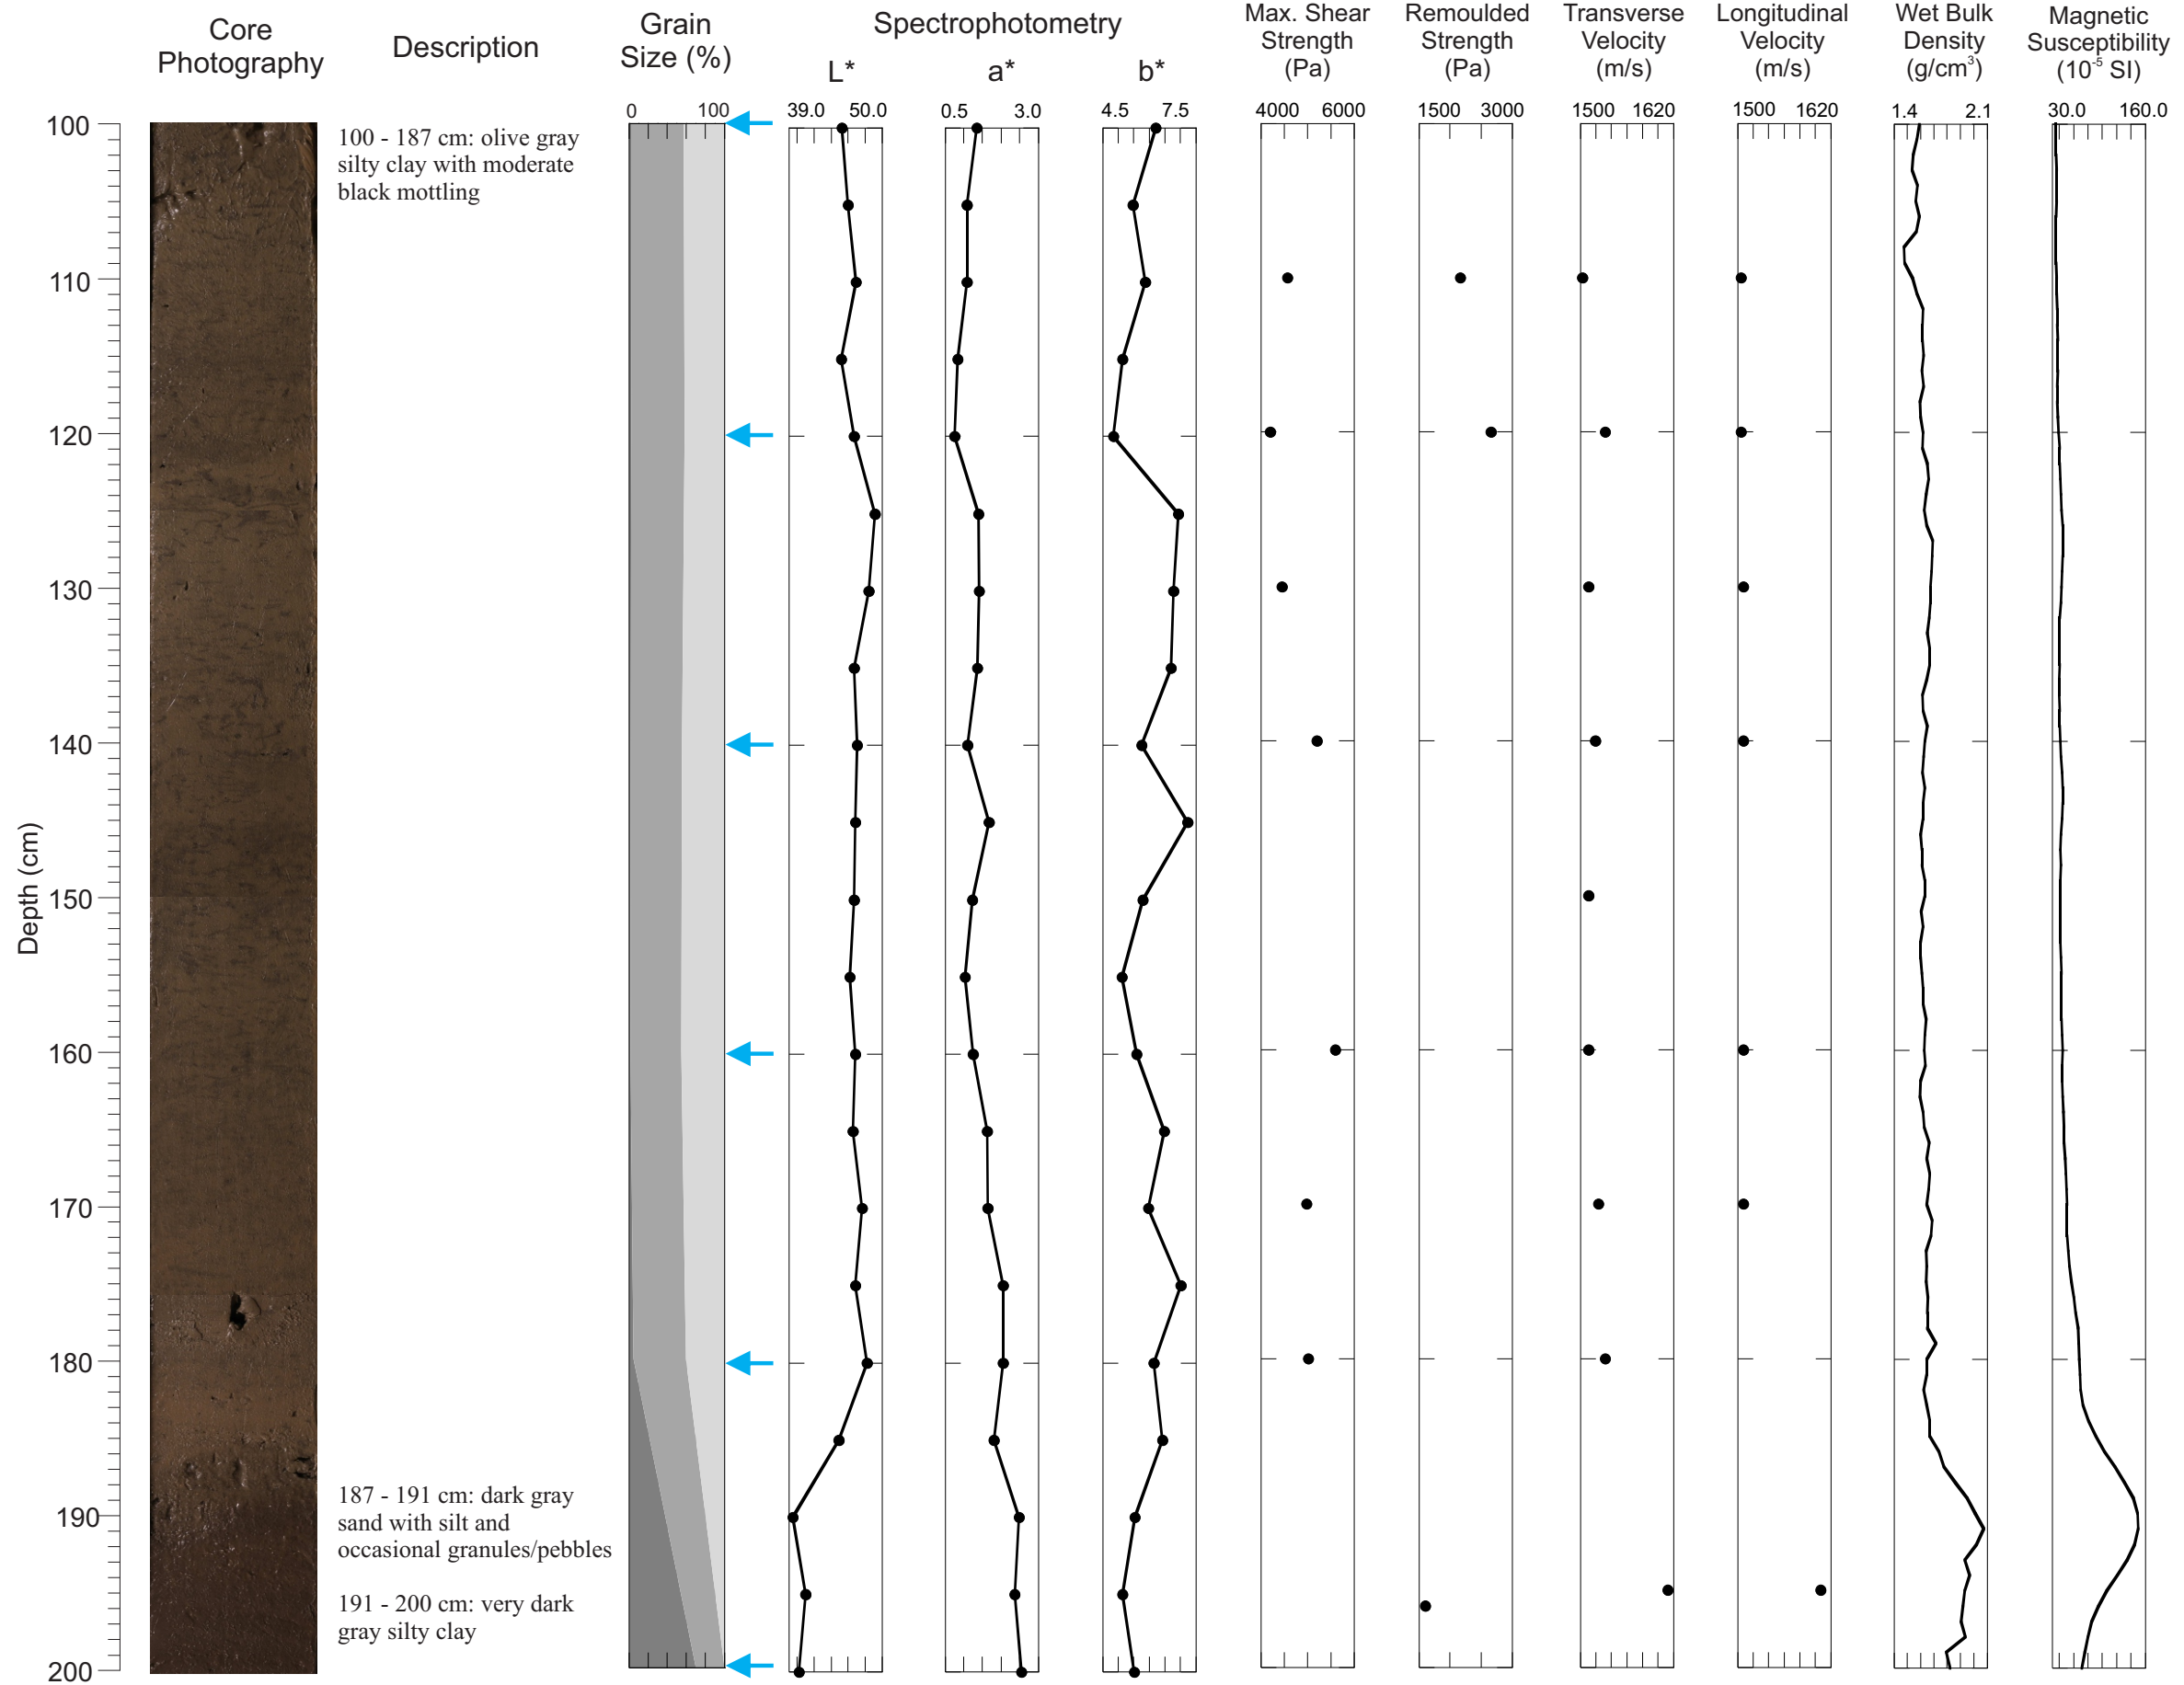 Core
Photography
Description
Grain
Size (%)
Spectrophotometry
L*
a*
b*
Max. Shear
Strength
(Pa)
Remoulded
Strength
(Pa)
Transverse
Velocity
(m/s)
Longitudinal
Velocity
(m/s)
Wet Bulk
Density
(g/cm³)
Magnetic
Susceptibility
(10⁻⁵ SI)
0 100
39.0 50.0
0.5 3.0
4.5 7.5
4000 6000
1500 3000
1500 1620
1500 1620
1.4 2.1
30.0 160.0
Depth (cm)
100
110
120
130
140
150
160
170
180
190
200
100 - 187 cm: olive gray
silty clay with moderate
black mottling
187 - 191 cm: dark gray
sand with silt and
occasional granules/pebbles
191 - 200 cm: very dark
gray silty clay